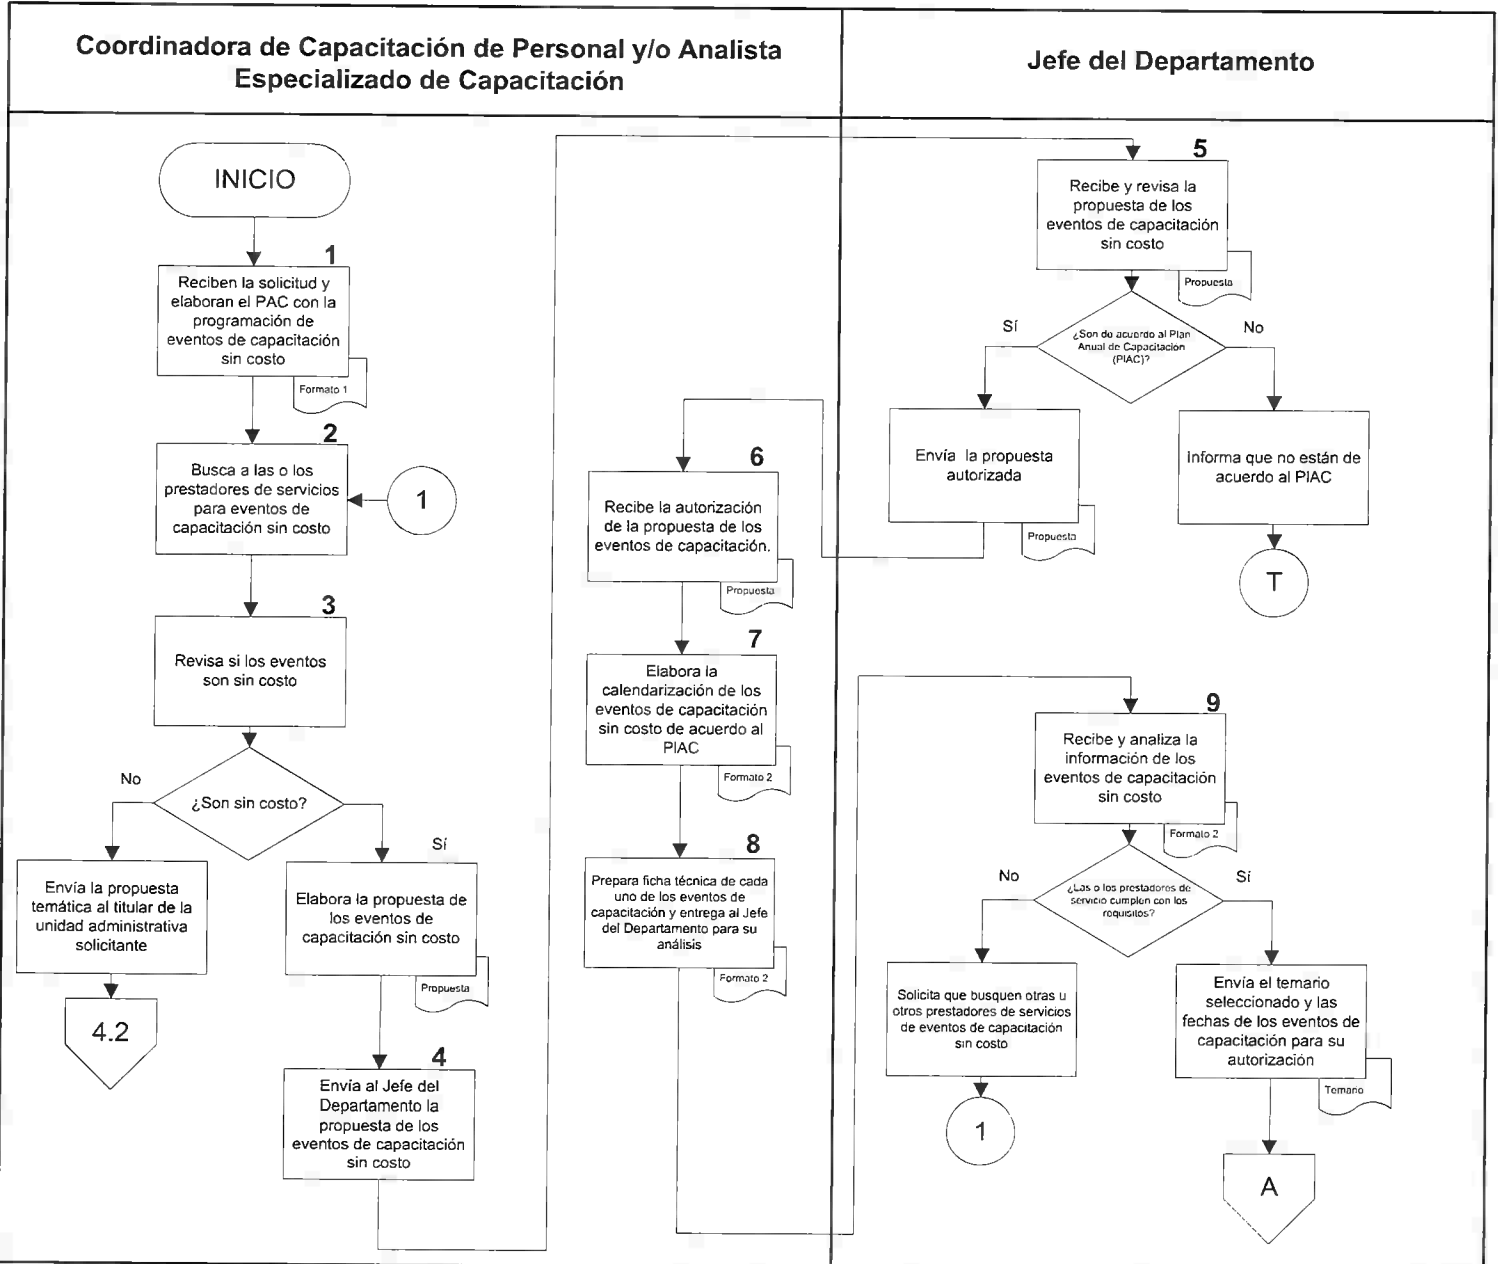 Coordinadora de Capacitación de Personal y/o Analista
Especializado de Capacitación
Jefe del Departamento
INICIO
1
Reciben la solicitud y
elaboran el PAC con la
programación de
eventos de capacitación
sin costo
Formato 1
2
Busca a las o los
prestadores de servicios
para eventos de
capacitación sin costo
1
3
Revisa si los eventos
son sin costo
¿Son sin costo?
No
Sí
Envía la propuesta
temática al titular de la
unidad administrativa
solicitante
4.2
Elabora la propuesta de
los eventos de
capacitación sin costo
Propuesta
4
Envía al Jefe del
Departamento la
propuesta de los
eventos de capacitación
sin costo
5
Recibe y revisa la
propuesta de los
eventos de capacitación
sin costo
Propuesta
¿Son de acuerdo al Plan
Anual de Capacitación
(PIAC)?
Sí
No
Envía la propuesta
autorizada
Propuesta
Informa que no están de
acuerdo al PIAC
T
6
Recibe la autorización
de la propuesta de los
eventos de capacitación.
Propuesta
7
Elabora la
calendarización de los
eventos de capacitación
sin costo de acuerdo al
PIAC
Formato 2
8
Prepara ficha técnica de cada
uno de los eventos de
capacitación y entrega al Jefe
del Departamento para su
análisis
Formato 2
9
Recibe y analiza la
información de los
eventos de capacitación
sin costo
Formato 2
¿Las o los prestadores de
servicio cumplen con los
requisitos?
No
Sí
Solicita que busquen otras u
otros prestadores de servicios
de eventos de capacitación
sin costo
1
Envía el temario
seleccionado y las
fechas de los eventos de
capacitación para su
autorización
Temario
A